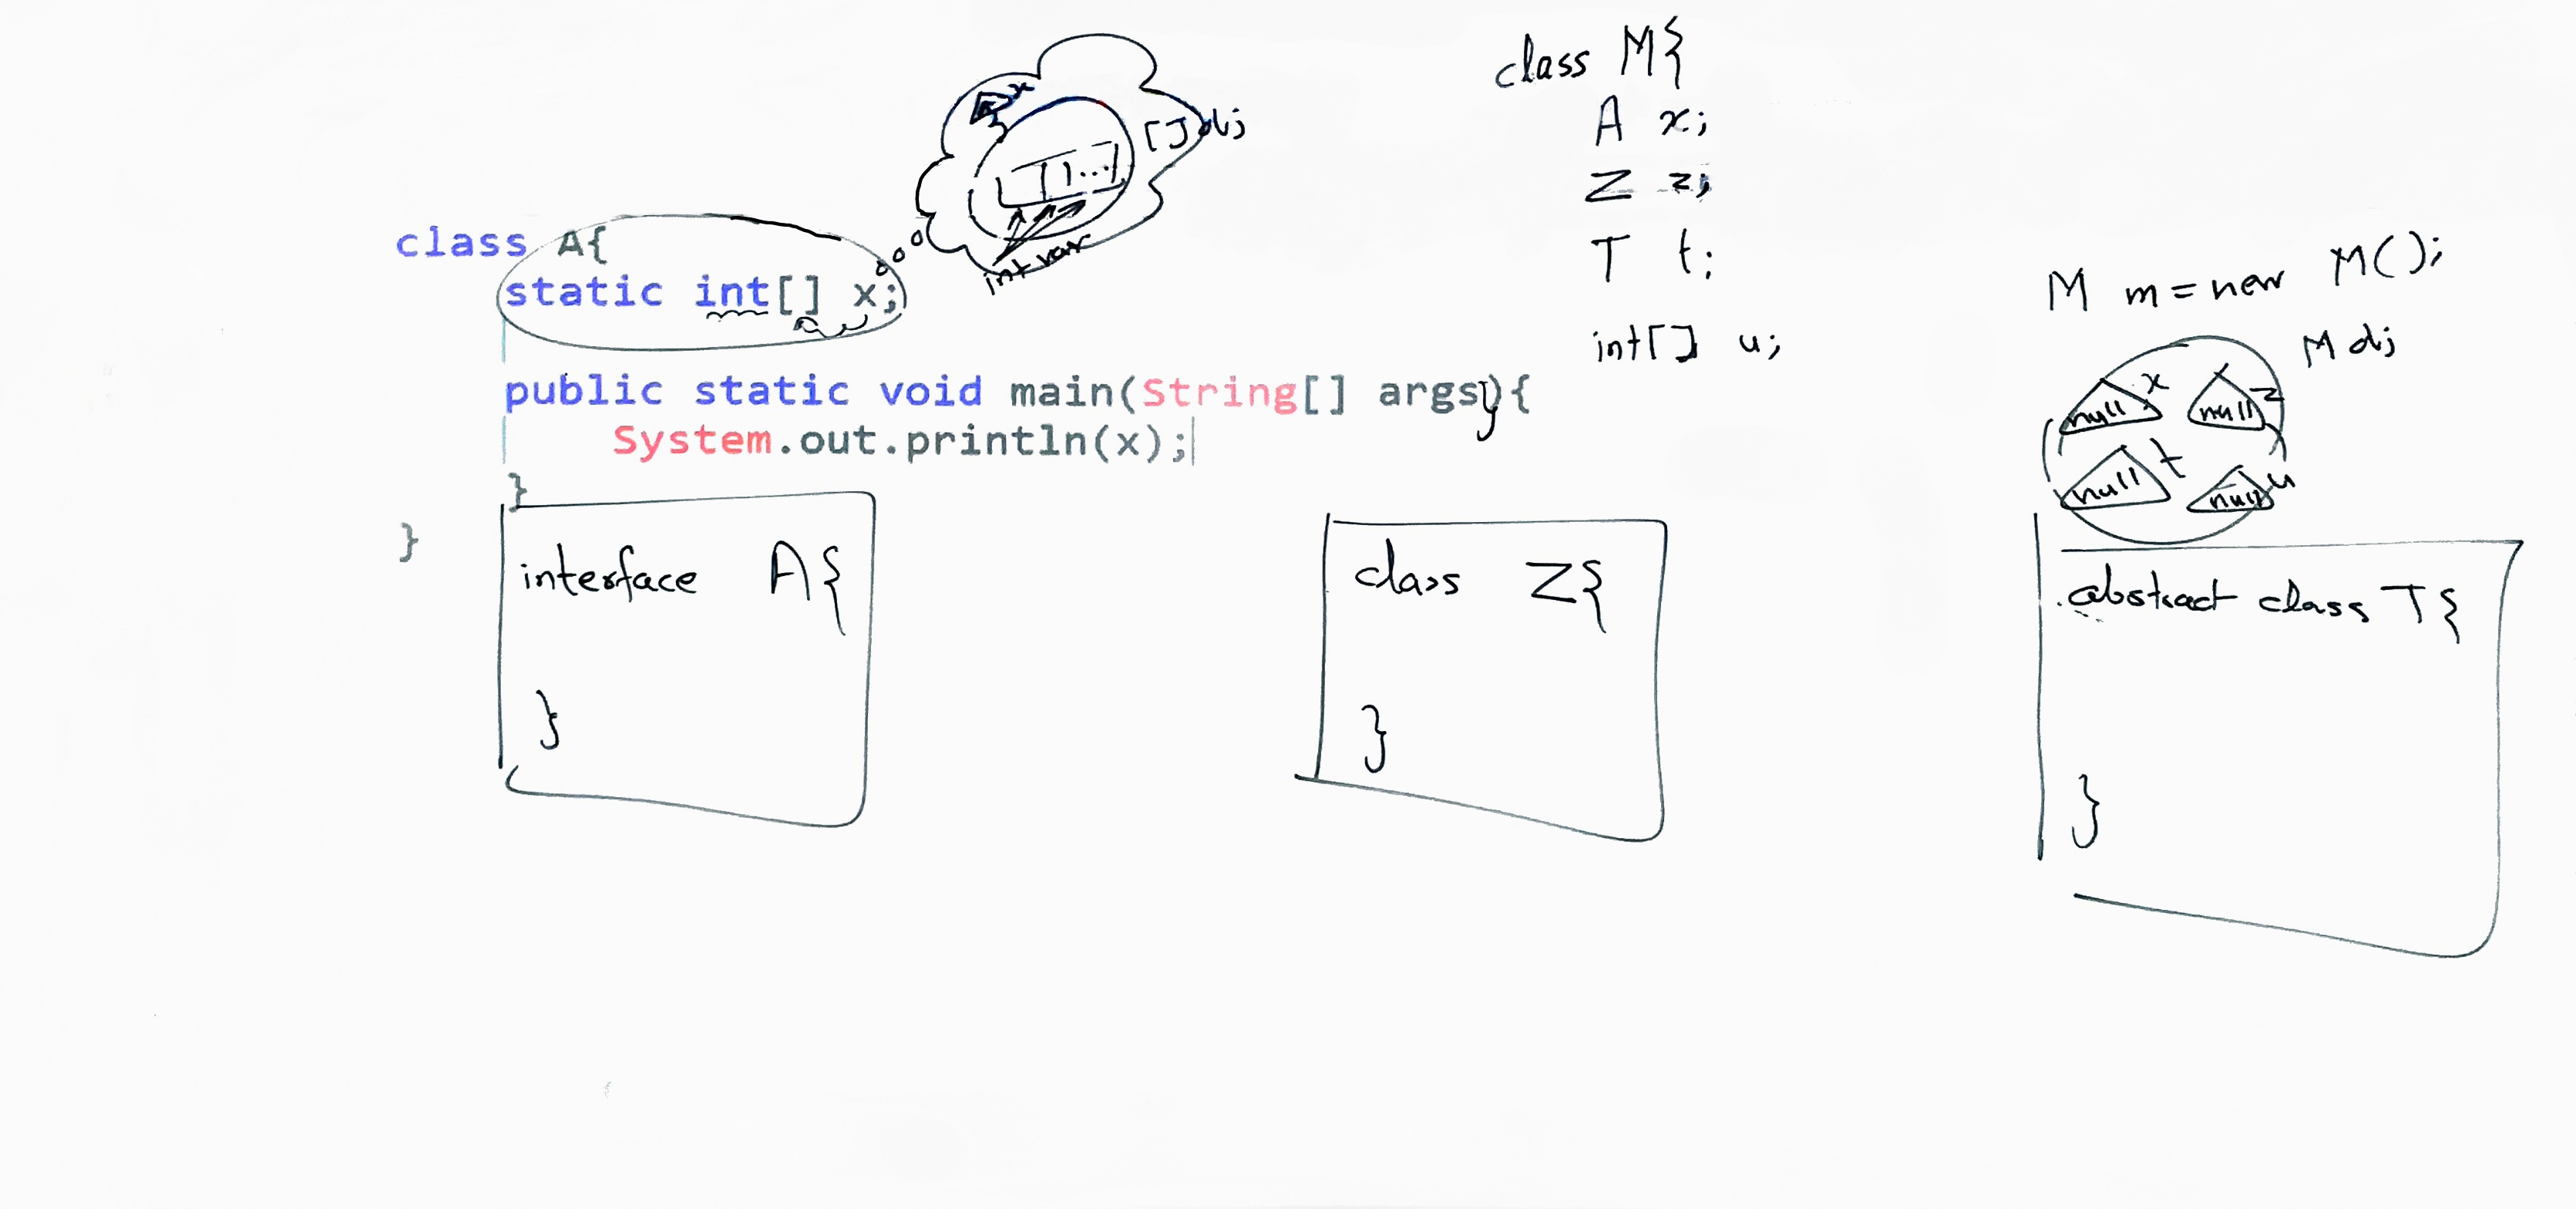 class A{
static int[] x;
public static void main(String[] args){
System.out.println(x);
}
}
x
[]obj
int var
class M{
A x;
Z z;
T t;
int[] u;
}
M m = new M();
M obj
null x
null z
null t
null u
interface A{
}
class Z{
}
abstract class T{
}